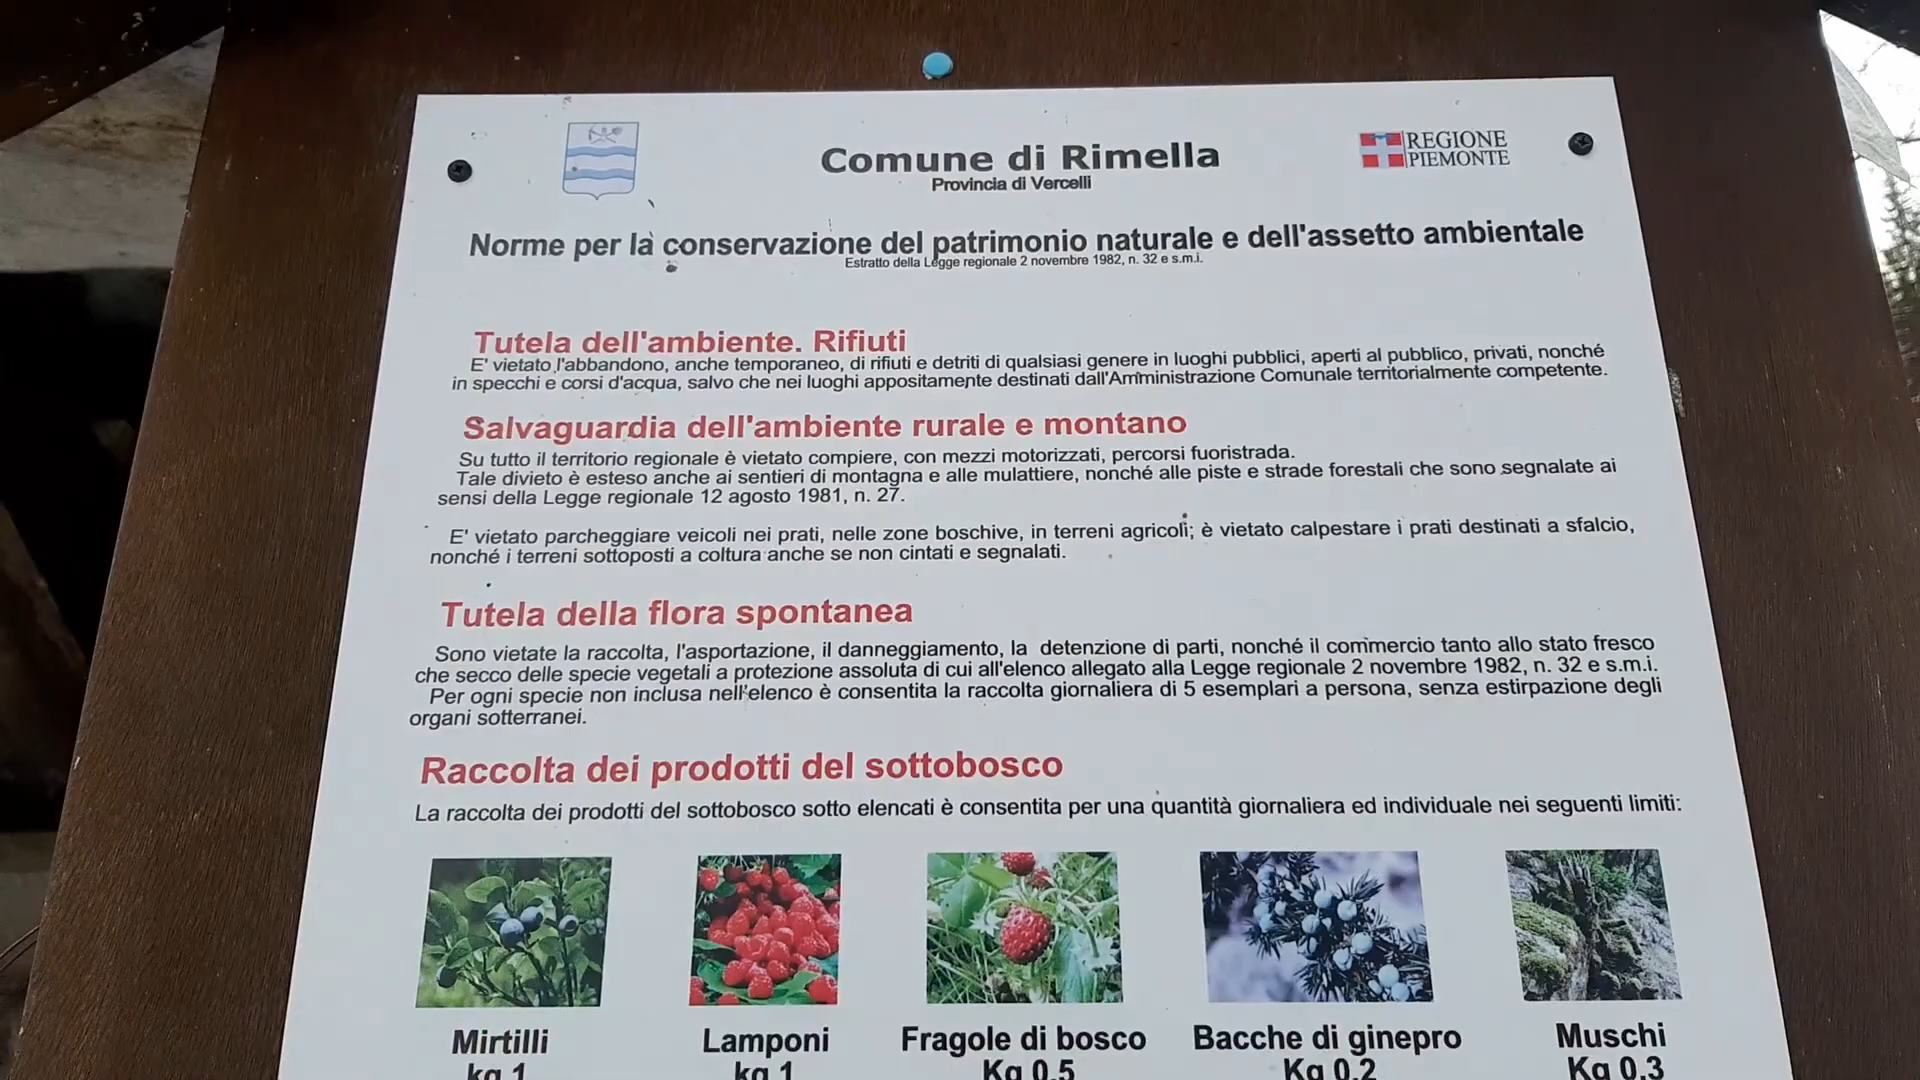 Comune di Rimella
REGIONE
PIEMONTE
Provincia di Vercelli
Norme per la conservazione del patrimonio naturale e dell'assetto ambientale
Estratto della Legge regionale 2 novembre 1982, n. 32 e s.m.i.
Tutela dell'ambiente. Rifiuti
E' vietato l'abbandono, anche temporaneo, di rifiuti e detriti di qualsiasi genere in luoghi pubblici, aperti al pubblico, privati, nonché
in specchi e corsi d'acqua, salvo che nei luoghi appositamente destinati dall'Amministrazione Comunale territorialmente competente.
Salvaguardia dell'ambiente rurale e montano
Su tutto il territorio regionale è vietato compiere, con mezzi motorizzati, percorsi fuoristrada.
Tale divieto è esteso anche ai sentieri di montagna e alle mulattiere, nonché alle piste e strade forestali che sono segnalate ai
sensi della Legge regionale 12 agosto 1981, n. 27.
E' vietato parcheggiare veicoli nei prati, nelle zone boschive, in terreni agricoli; è vietato calpestare i prati destinati a sfalcio,
nonché i terreni sottoposti a coltura anche se non cintati e segnalati.
Tutela della flora spontanea
Sono vietate la raccolta, l'asportazione, il danneggiamento, la detenzione di parti, nonché il commercio tanto allo stato fresco
che secco delle specie vegetali a protezione assoluta di cui all'elenco allegato alla Legge regionale 2 novembre 1982, n. 32 e s.m.i.
Per ogni specie non inclusa nell'elenco è consentita la raccolta giornaliera di 5 esemplari a persona, senza estirpazione degli
organi sotterranei.
Raccolta dei prodotti del sottobosco
La raccolta dei prodotti del sottobosco sotto elencati è consentita per una quantità giornaliera ed individuale nei seguenti limiti:
Mirtilli
kg 1
Lamponi
kg 1
Fragole di bosco
Kg 0,5
Bacche di ginepro
Kg 0,2
Muschi
Kg 0,3